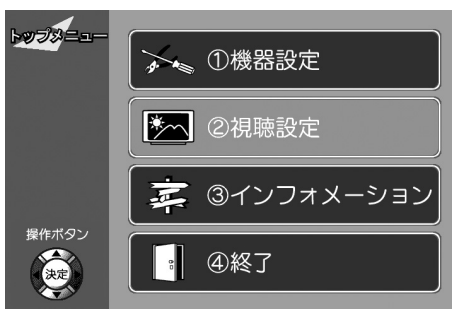 トップメニュー
①機器設定
②視聴設定
③インフォメーション
④終了
操作ボタン
決定